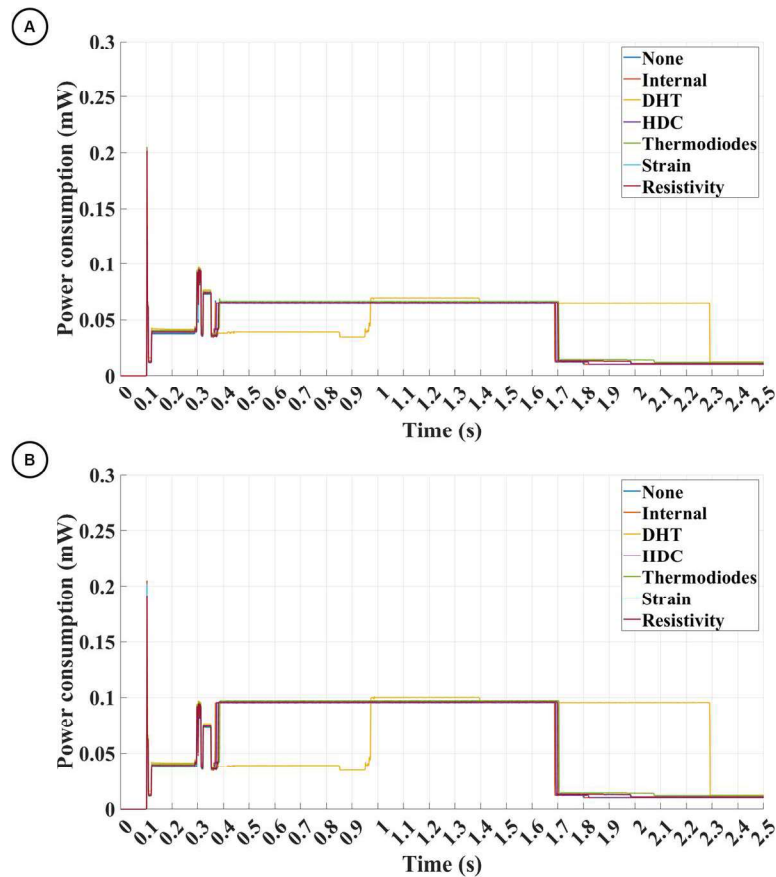 A
0.3
0.25
0.2
0.15
0.1
0.05
0
Power consumption (mW)
None
Internal
DHT
HDC
Thermodiodes
Strain
Resistivity
0 0.1 0.2 0.3 0.4 0.5 0.6 0.7 0.8 0.9 1 1.1 1.2 1.3 1.4 1.5 1.6 1.7 1.8 1.9 2 2.1 2.2 2.3 2.4 2.5
Time (s)
B
0.3
0.25
0.2
0.15
0.1
0.05
0
Power consumption (mW)
None
Internal
DHT
HDC
Thermodiodes
Strain
Resistivity
0 0.1 0.2 0.3 0.4 0.5 0.6 0.7 0.8 0.9 1 1.1 1.2 1.3 1.4 1.5 1.6 1.7 1.8 1.9 2 2.1 2.2 2.3 2.4 2.5
Time (s)